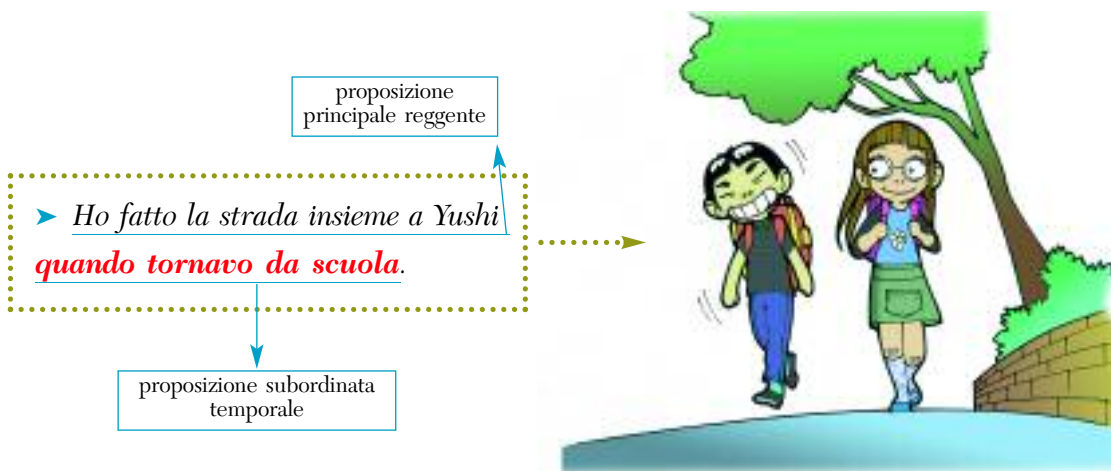 proposizione
principale reggente
➤ Ho fatto la strada insieme a Yushi
quando tornavo da scuola.
proposizione subordinata
temporale